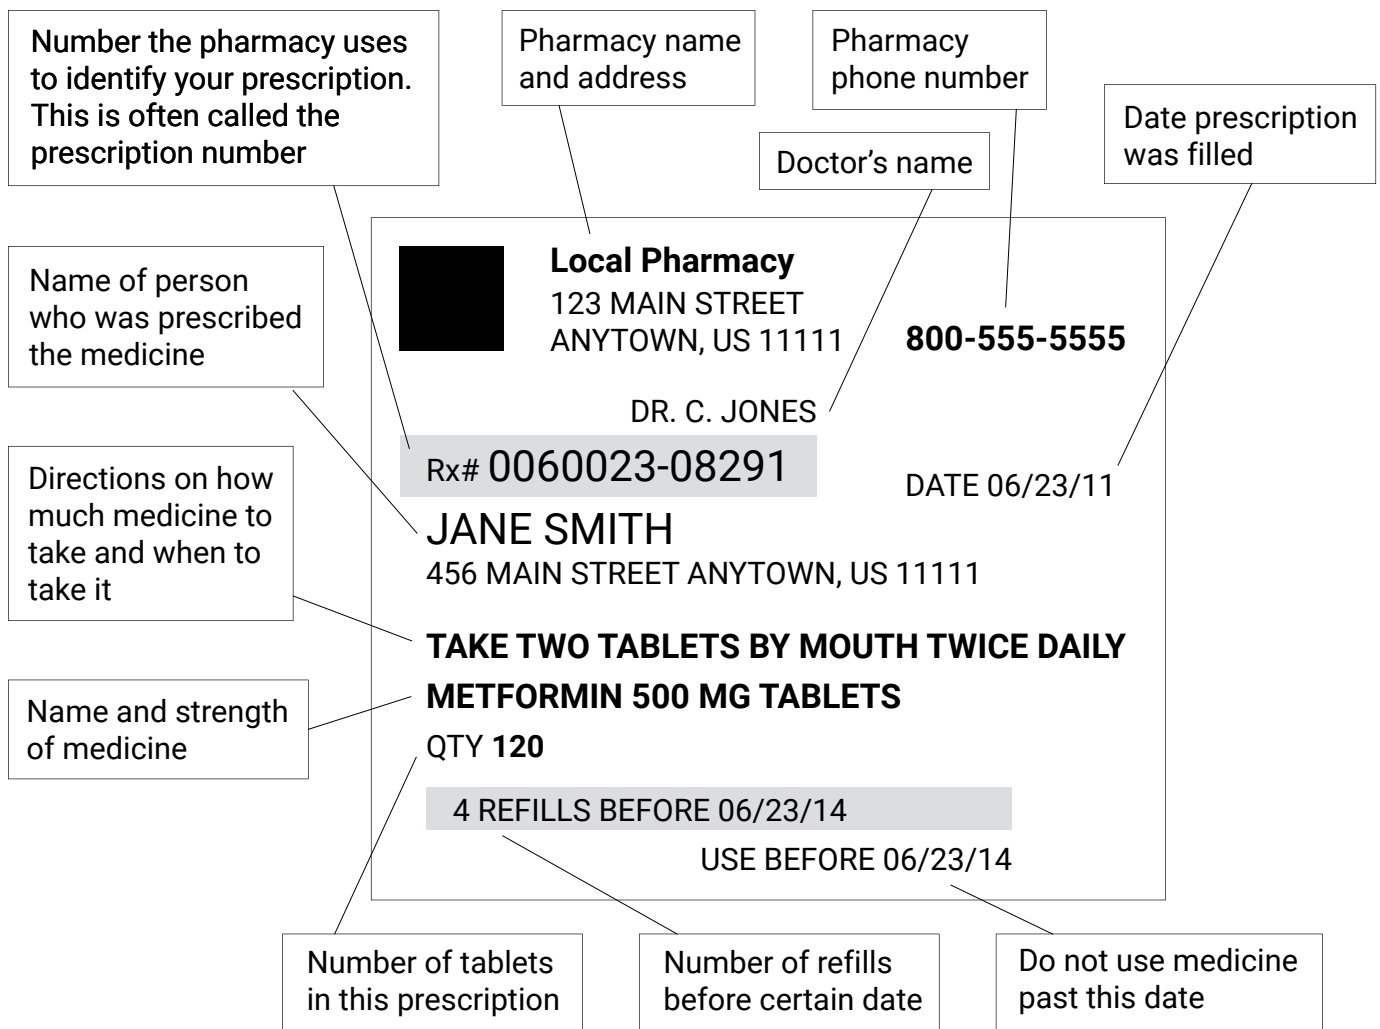 Number the pharmacy uses
to identify your prescription.
This is often called the
prescription number
Pharmacy name
and address
Pharmacy
phone number
Date prescription
was filled
Doctor’s name
Name of person
who was prescribed
the medicine
Directions on how
much medicine to
take and when to
take it
Name and strength
of medicine
Local Pharmacy
123 MAIN STREET
ANYTOWN, US 11111
800-555-5555
DR. C. JONES
Rx# 0060023-08291
DATE 06/23/11
JANE SMITH
456 MAIN STREET ANYTOWN, US 11111
TAKE TWO TABLETS BY MOUTH TWICE DAILY
METFORMIN 500 MG TABLETS
QTY 120
4 REFILLS BEFORE 06/23/14
USE BEFORE 06/23/14
Number of tablets
in this prescription
Number of refills
before certain date
Do not use medicine
past this date